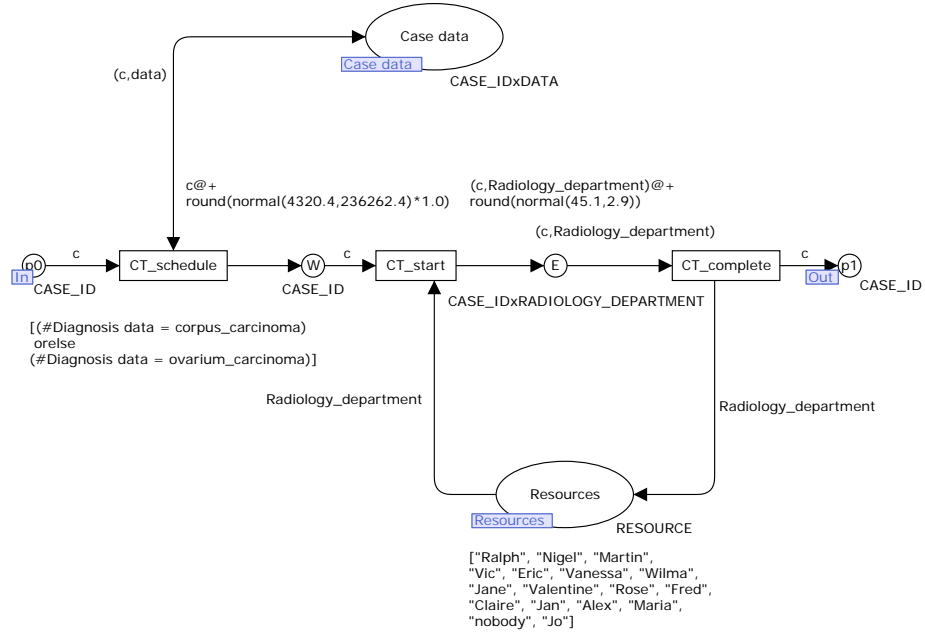 Case data
Case data
CASE_IDxDATA
(c,data)
c@+
round(normal(4320.4,236262.4)*1.0)
(c,Radiology_department)@+
round(normal(45.1,2.9))
(c,Radiology_department)
p0
In
c
CT_schedule
W
c
CT_start
E
CT_complete
c
p1
Out
CASE_ID
CASE_ID
CASE_IDxRADIOLOGY_DEPARTMENT
CASE_ID
[(#Diagnosis data = corpus_carcinoma)
orelse
(#Diagnosis data = ovarium_carcinoma)]
Radiology_department
Radiology_department
Resources
Resources
RESOURCE
["Ralph", "Nigel", "Martin",
"Vic", "Eric", "Vanessa", "Wilma",
"Jane", "Valentine", "Rose", "Fred",
"Claire", "Jan", "Alex", "Maria",
"nobody", "Jo"]